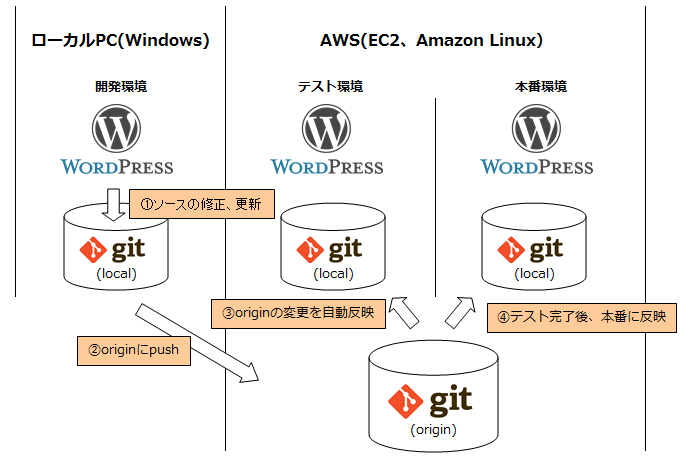 ローカルPC(Windows)
AWS(EC2、Amazon Linux)
開発環境
テスト環境
本番環境
WORDPRESS
WORDPRESS
WORDPRESS
①ソースの修正、更新
git
(local)
git
(local)
git
(local)
③originの変更を自動反映
④テスト完了後、本番に反映
②originにpush
git
(origin)